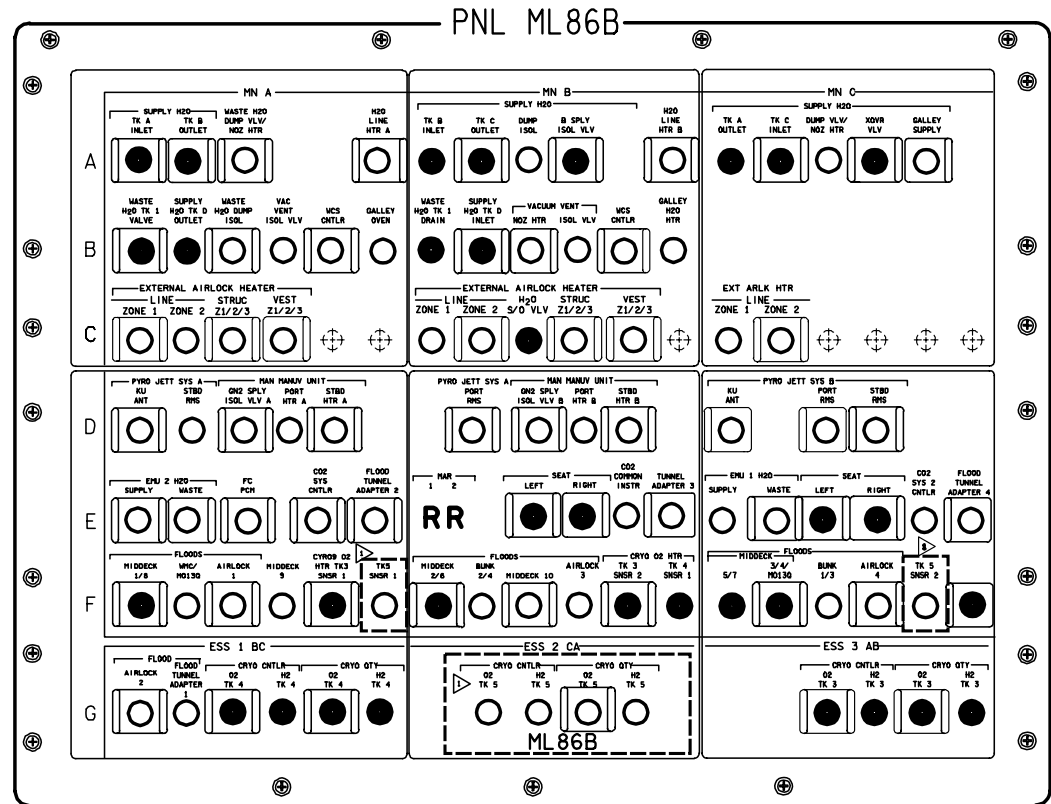 PNL ML86B
MN A
MN B
MN C
SUPPLY H2O
TK A INLET
TK B OUTLET
WASTE H2O DUMP VLV/ NOZ HTR
H2O LINE HTR A
SUPPLY H2O
TK B INLET
TK C OUTLET
DUMP ISOL
B SPLY ISOL VLV
H2O LINE HTR B
SUPPLY H2O
TK A OUTLET
TK C INLET
DUMP VLV/ NOZ HTR
XOVR VLV
GALLEY SUPPLY
A
WASTE H2O TK 1 VALVE
SUPPLY H2O TK D OUTLET
WASTE H2O DUMP ISOL
VAC VENT ISOL VLV
WCS CNTLR
GALLEY OVEN
WASTE H2O TK 1 DRAIN
SUPPLY H2O TK D INLET
VACUUM VENT
NOZ HTR
ISOL VLV
WCS CNTLR
GALLEY H2O HTR
B
EXTERNAL AIRLOCK HEATER
LINE
ZONE 1
ZONE 2
STRUC Z1/2/3
VEST Z1/2/3
EXTERNAL AIRLOCK HEATER
LINE
ZONE 1
ZONE 2
H2O S/O VLV
STRUC Z1/2/3
VEST Z1/2/3
EXT ARLK HTR
LINE
ZONE 1
ZONE 2
C
PYRO JETT SYS A
KU ANT
STBD RMS
MAN MANUV UNIT
GN2 SPLY ISOL VLV A
PORT HTR A
STBD HTR A
PYRO JETT SYS A
PORT RMS
MAN MANUV UNIT
GN2 SPLY ISOL VLV B
PORT HTR B
STBD HTR B
PYRO JETT SYS B
KU ANT
PORT RMS
STBD RMS
D
EMU 2 H2O
SUPPLY
WASTE
FC PCM
CO2 SYS CNTLR
FLOOD TUNNEL ADAPTER 2
MAR
1 2
RR
SEAT
LEFT
RIGHT
CO2 COMMON INSTR
TUNNEL ADAPTER 3
EMU 1 H2O
SUPPLY
WASTE
SEAT
LEFT
RIGHT
CO2 SYS 2 CNTLR
FLOOD TUNNEL ADAPTER 4
E
1
FLOODS
MIDDECK 1/8
WMC/ MO13Q
AIRLOCK 1
MIDDECK 9
CYRO9 O2 HTR TK3 SNSR 1
TK5 SNSR 1
FLOODS
MIDDECK 2/6
BUNK 2/4
MIDDECK 10
AIRLOCK 3
CRYO O2 HTR
TK 3 SNSR 2
TK 4 SNSR 1
FLOODS
MIDDECK
5/7
3/4/ MO13Q
BUNK 1/3
AIRLOCK 4
TK 5 SNSR 2
F
ESS 1 BC
ESS 2 CA
ESS 3 AB
FLOOD
AIRLOCK 2
FLOOD TUNNEL ADAPTER 1
CRYO CNTLR
O2 TK 4
H2 TK 4
CRYO QTY
O2 TK 4
H2 TK 4
1
CRYO CNTLR
O2 TK 5
H2 TK 5
CRYO QTY
O2 TK 5
H2 TK 5
CRYO CNTLR
O2 TK 3
H2 TK 3
CRYO QTY
O2 TK 3
H2 TK 3
G
ML86B